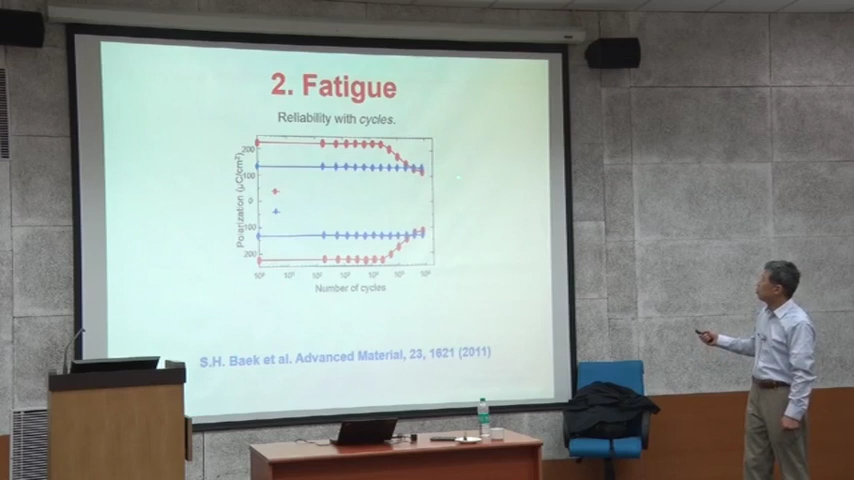 2. Fatigue
Reliability with cycles.
Polarization (μC/cm²)
200
100
0
100
200
Number of cycles
S.H. Baek et al. Advanced Material, 23, 1621 (2011)